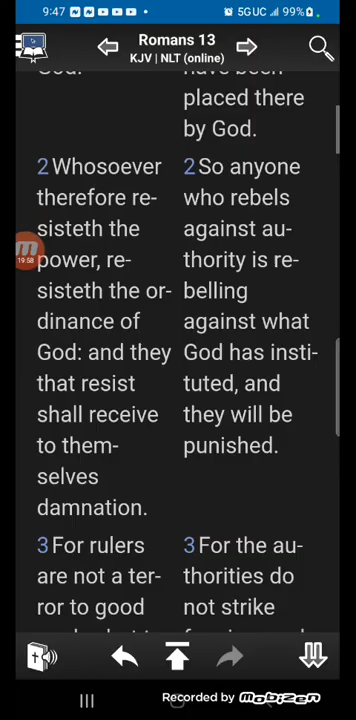 9:47 5GUC 99%
Romans 13
KJV | NLT (online)
God.
have been
placed there
by God.
2 Whosoever
therefore re-
sisteth the
power, re-
sisteth the or-
dinance of
God: and they
that resist
shall receive
to them-
selves
damnation.
2 So anyone
who rebels
against au-
thority is re-
belling
against what
God has insti-
tuted, and
they will be
punished.
3 For rulers
are not a ter-
ror to good
3 For the au-
thorities do
not strike
19:58
Recorded by mobizen